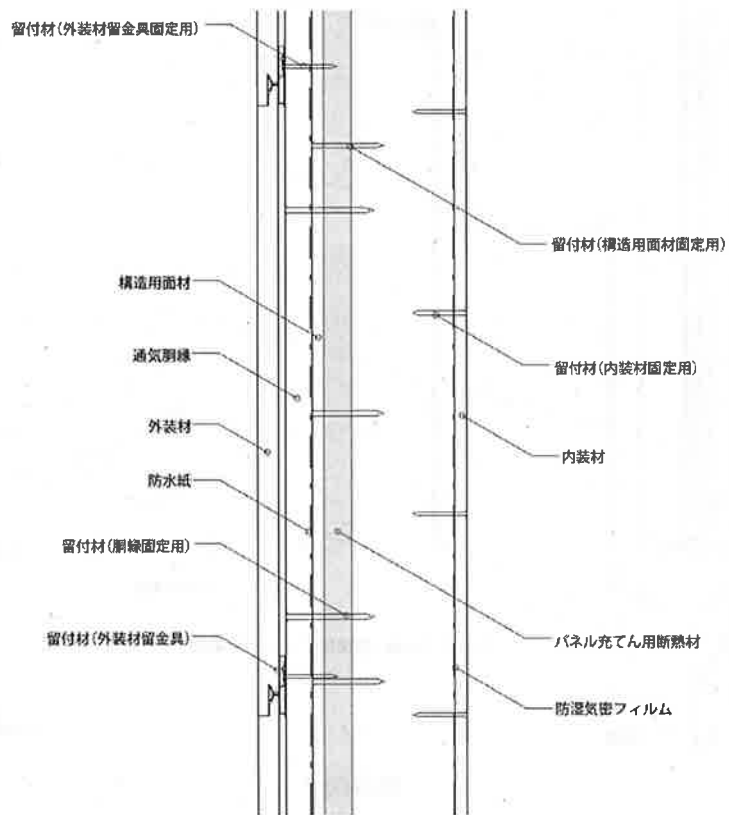 留付材(外装材留金具固定用)
留付材(構造用面材固定用)
構造用面材
通気胴縁
留付材(内装材固定用)
外装材
内装材
防水紙
留付材(胴縁固定用)
留付材(外装材留金具)
パネル充てん用断熱材
防湿気密フィルム